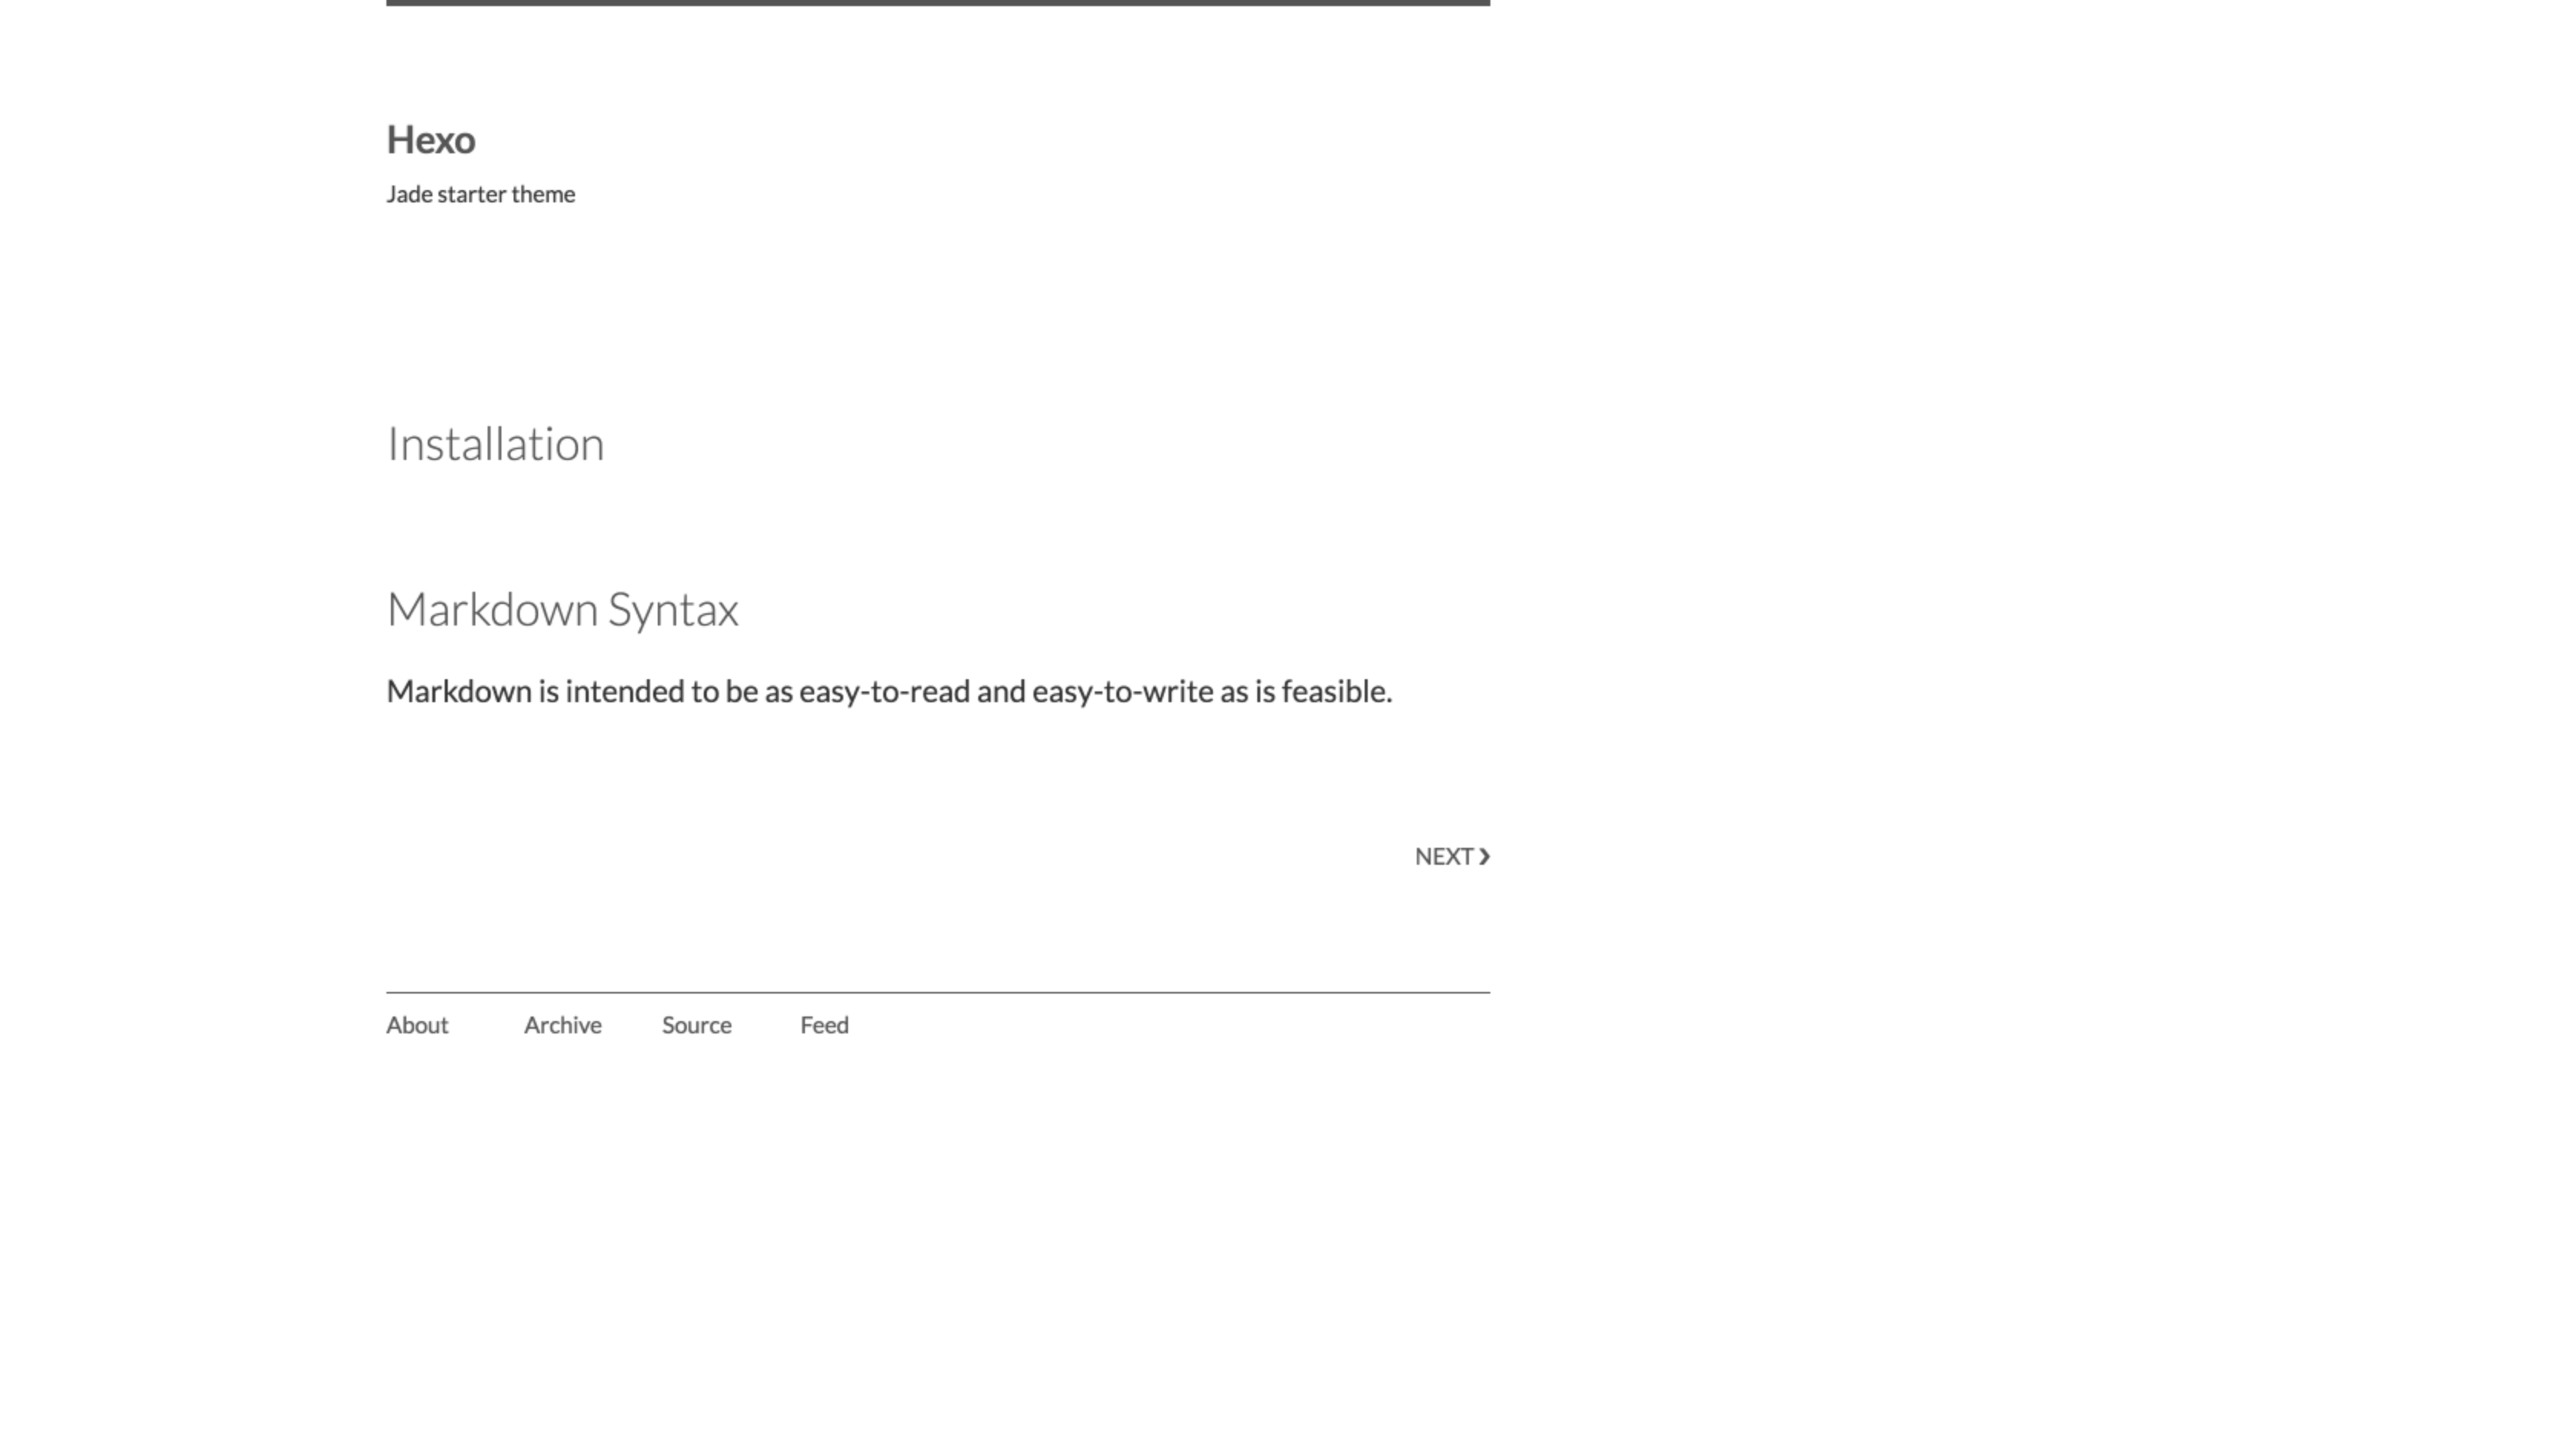 Hexo
Jade starter theme
Installation
Markdown Syntax
Markdown is intended to be as easy-to-read and easy-to-write as is feasible.
NEXT ❯
About
Archive
Source
Feed